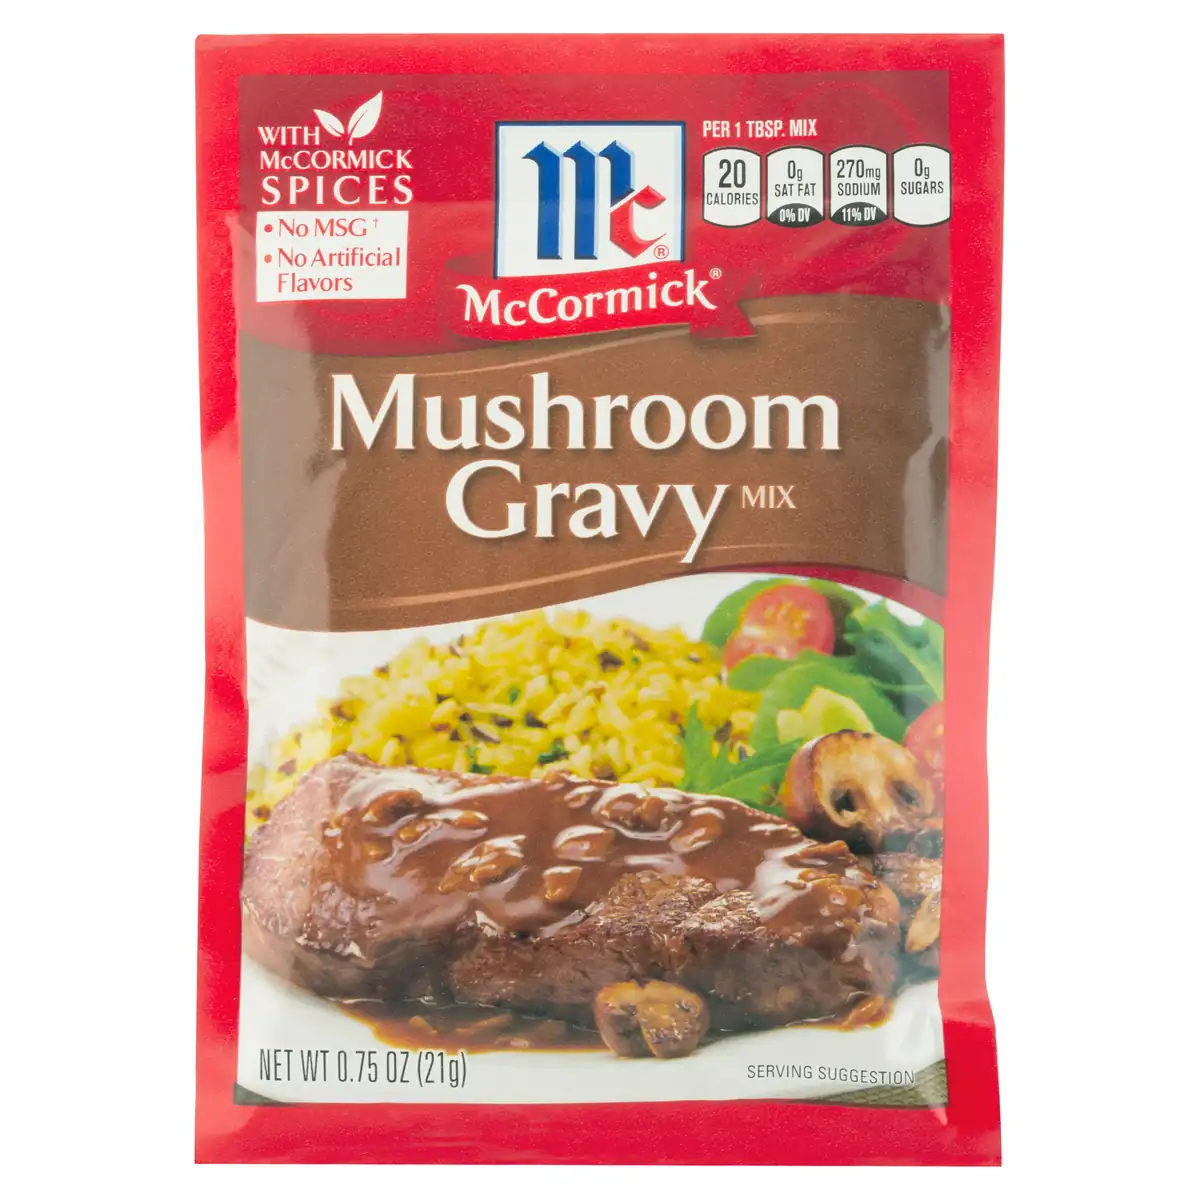 WITH
McCORMICK
SPICES
• No MSG †
• No Artificial
Flavors
mc®
McCormick®
PER 1 TBSP. MIX
20
CALORIES
0g
SAT FAT
0% DV
270mg
SODIUM
11% DV
0g
SUGARS
Mushroom
Gravy MIX
NET WT 0.75 OZ (21g)
SERVING SUGGESTION